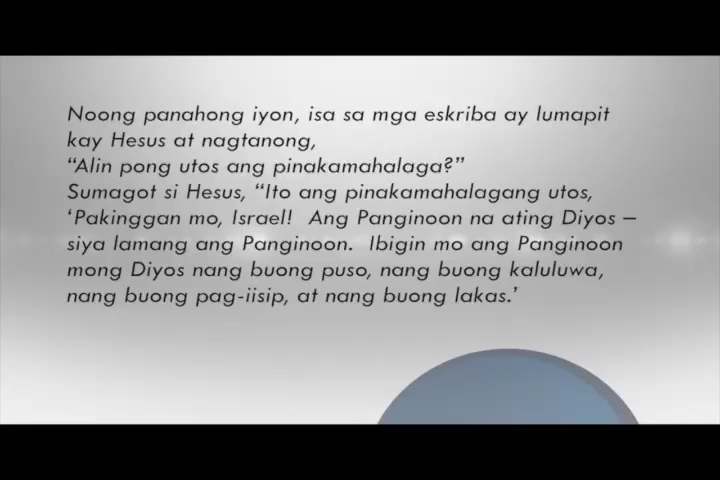 Noong panahong iyon, isa sa mga eskriba ay lumapit
kay Hesus at nagtanong,
“Alin pong utos ang pinakamahalaga?”
Sumagot si Hesus, “Ito ang pinakamahalagang utos,
‘Pakinggan mo, Israel!  Ang Panginoon na ating Diyos –
siya lamang ang Panginoon.  Ibigin mo ang Panginoon
mong Diyos nang buong puso, nang buong kaluluwa,
nang buong pag-iisip, at nang buong lakas.’